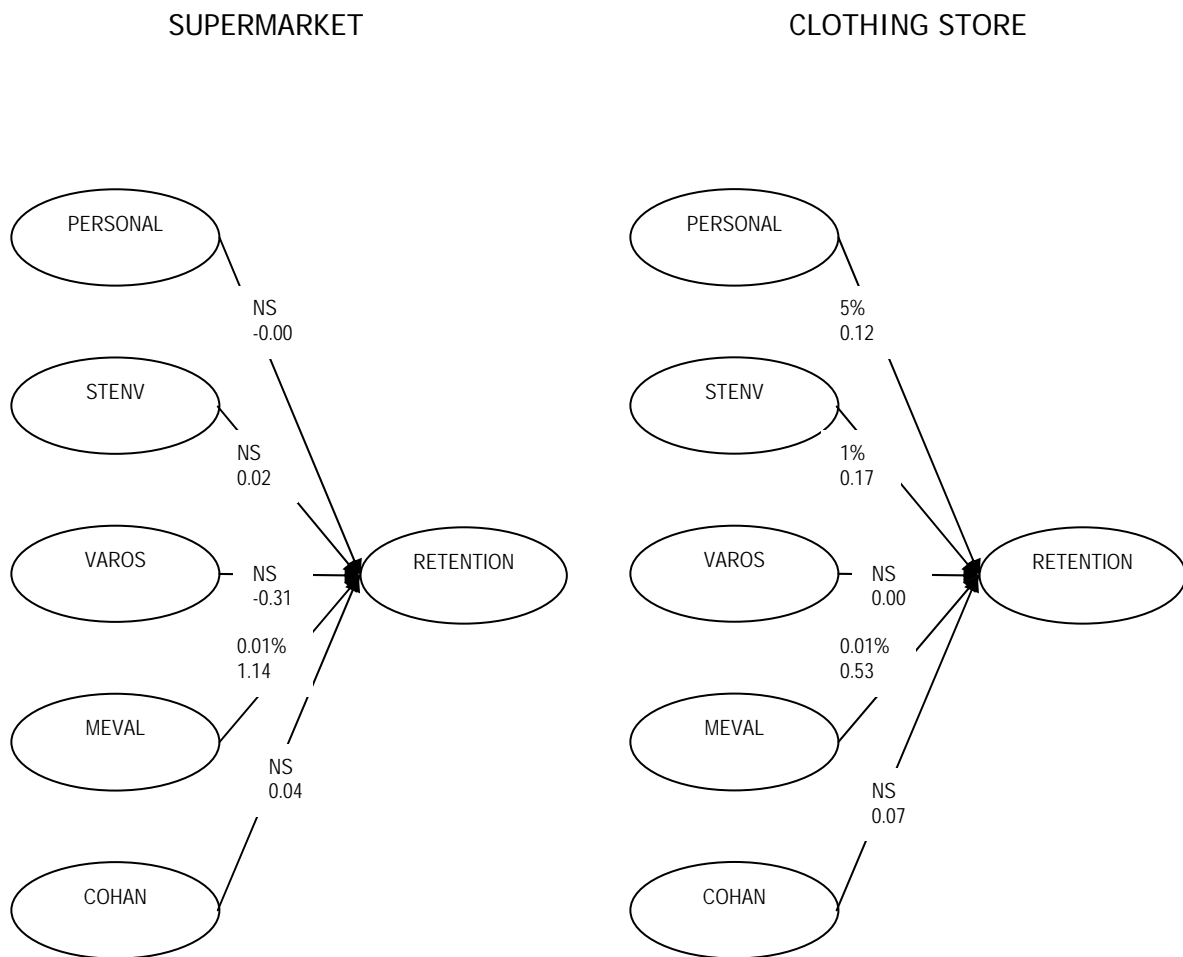 SUPERMARKET
PERSONAL
NS
-0.00
STENV
NS
0.02
VAROS
NS
-0.31
RETENTION
0.01%
1.14
MEVAL
NS
0.04
COHAN
CLOTHING STORE
PERSONAL
5%
0.12
STENV
1%
0.17
VAROS
NS
0.00
RETENTION
0.01%
0.53
MEVAL
NS
0.07
COHAN